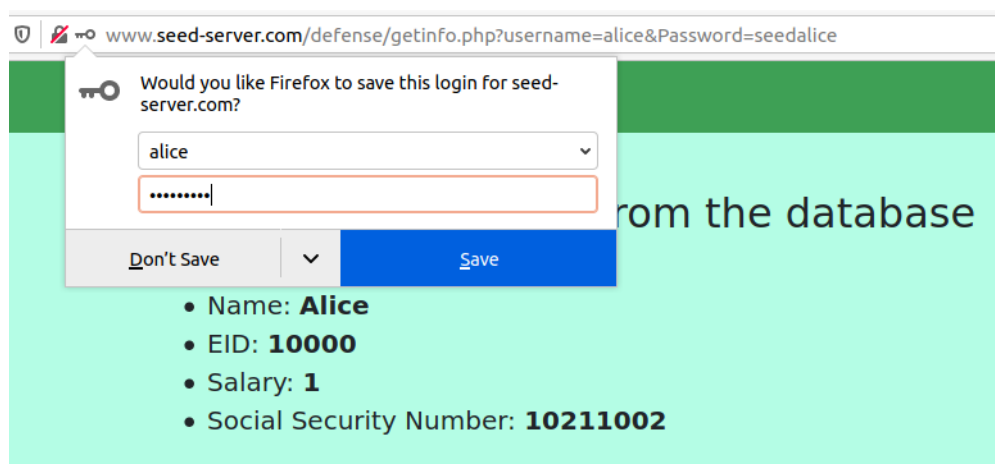 www.seed-server.com/defense/getinfo.php?username=alice&Password=seedalice
Would you like Firefox to save this login for seed-
server.com?
alice
•••••••••
from the database
Don't Save
Save
• Name: Alice
• EID: 10000
• Salary: 1
• Social Security Number: 10211002